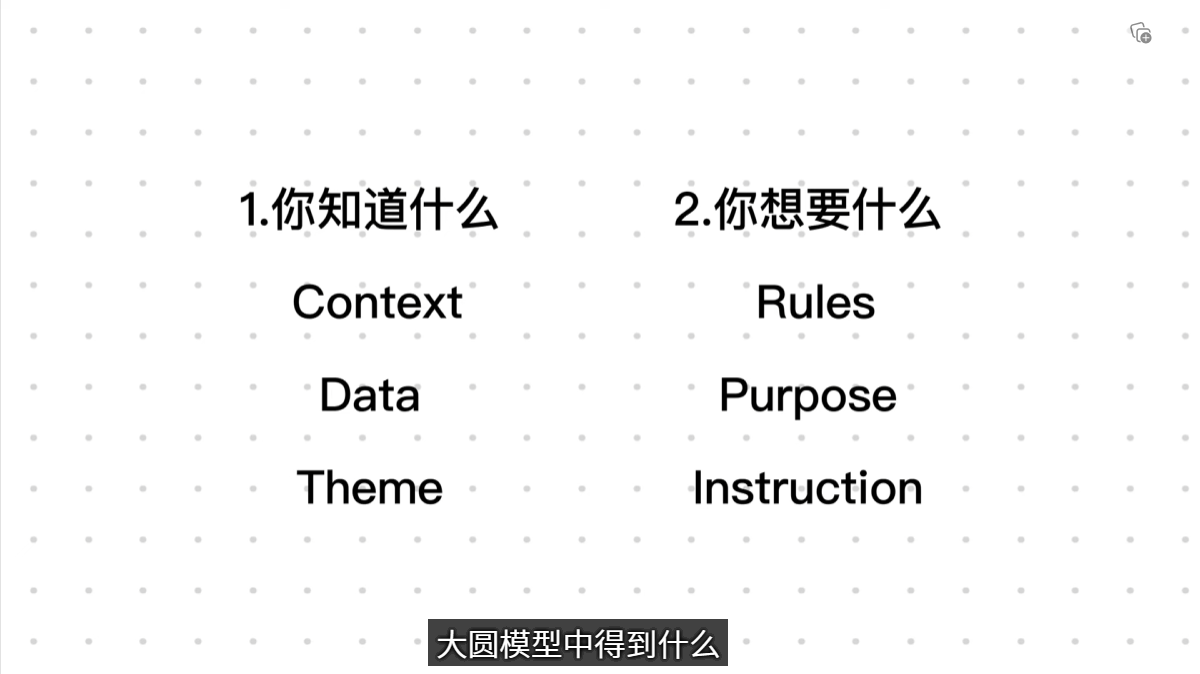 1.你知道什么
Context
Data
Theme
2.你想要什么
Rules
Purpose
Instruction
大圆模型中得到什么